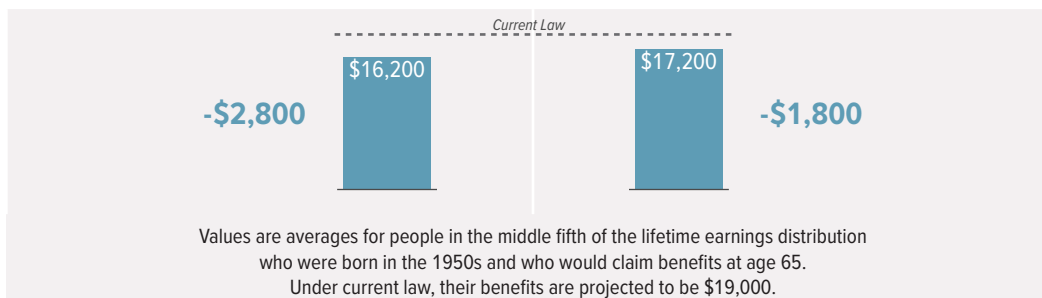 Current Law
$16,200
$17,200
-$2,800
-$1,800
Values are averages for people in the middle fifth of the lifetime earnings distribution
who were born in the 1950s and who would claim benefits at age 65.
Under current law, their benefits are projected to be $19,000.